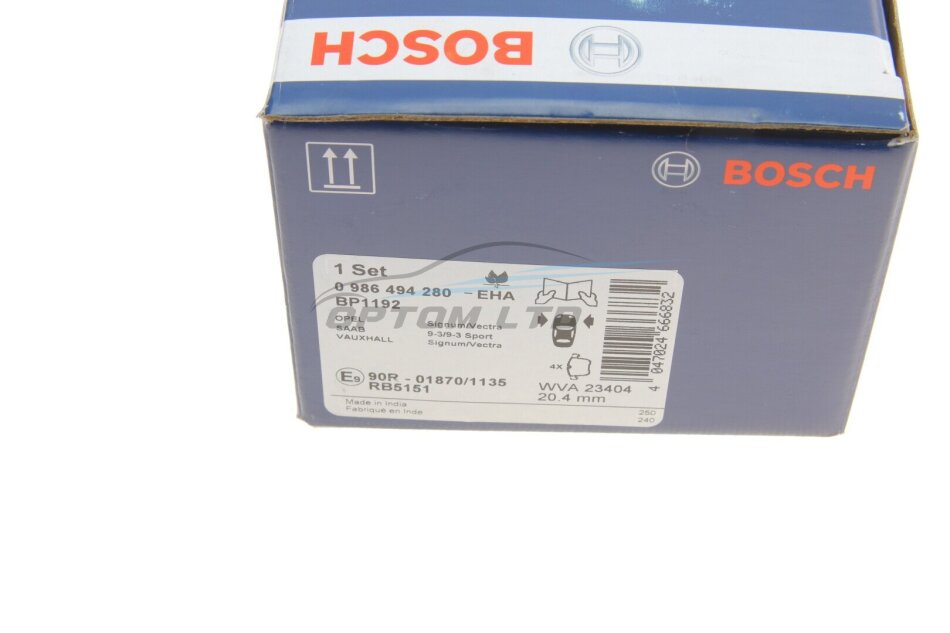 BOSCH
BOSCH
1 Set
0 986 494 280 - EHA
BP1192
OPTOM LTD
OPEL Signum/Vectra
SAAB 9-3/9-3 Sport
VAUXHALL Signum/Vectra
4X
E9 90R - 01870/1135
RB5151
WVA 23404
20.4 mm
Made in India
Fabriqué en Inde
250
240
4 047024 666832